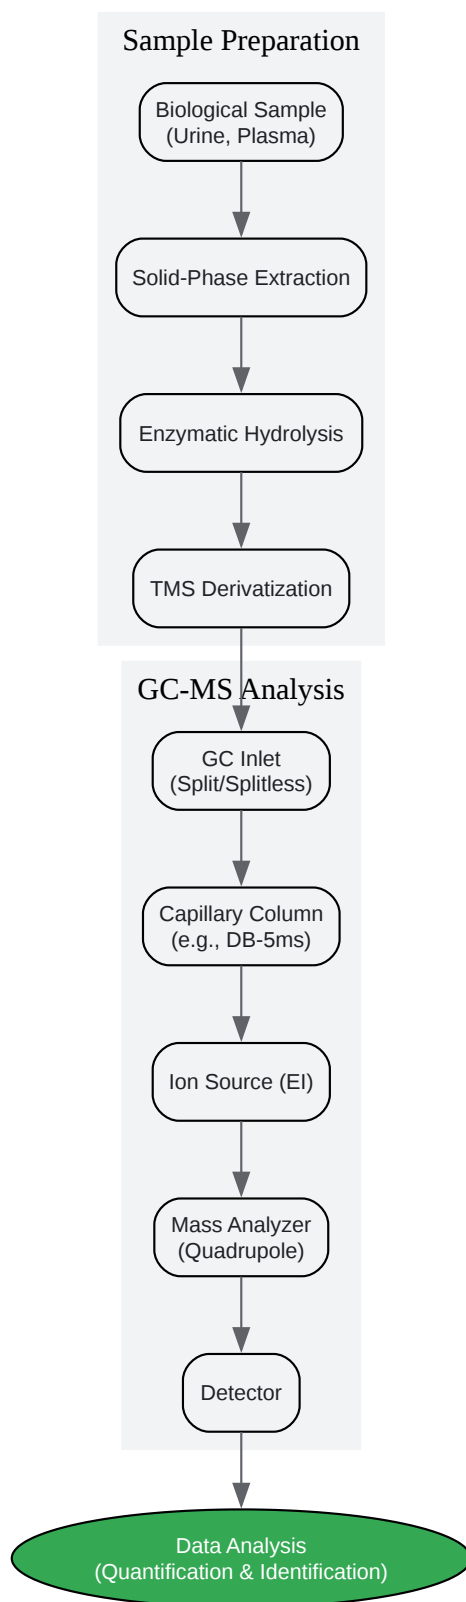 Sample Preparation
Biological Sample
(Urine, Plasma)
Solid-Phase Extraction
Enzymatic Hydrolysis
TMS Derivatization
GC-MS Analysis
GC Inlet
(Split/Splitless)
Capillary Column
(e.g., DB-5ms)
Ion Source (EI)
Mass Analyzer
(Quadrupole)
Detector
Data Analysis
(Quantification & Identification)